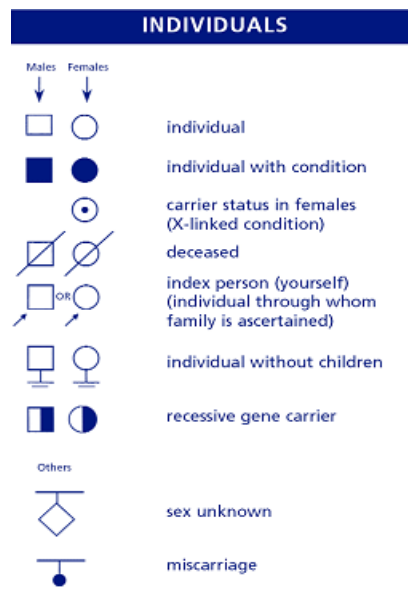 INDIVIDUALS
Males Females
individual
individual with condition
carrier status in females
(X-linked condition)
deceased
index person (yourself)
OR
(individual through whom
family is ascertained)
individual without children
recessive gene carrier
Others
sex unknown
miscarriage